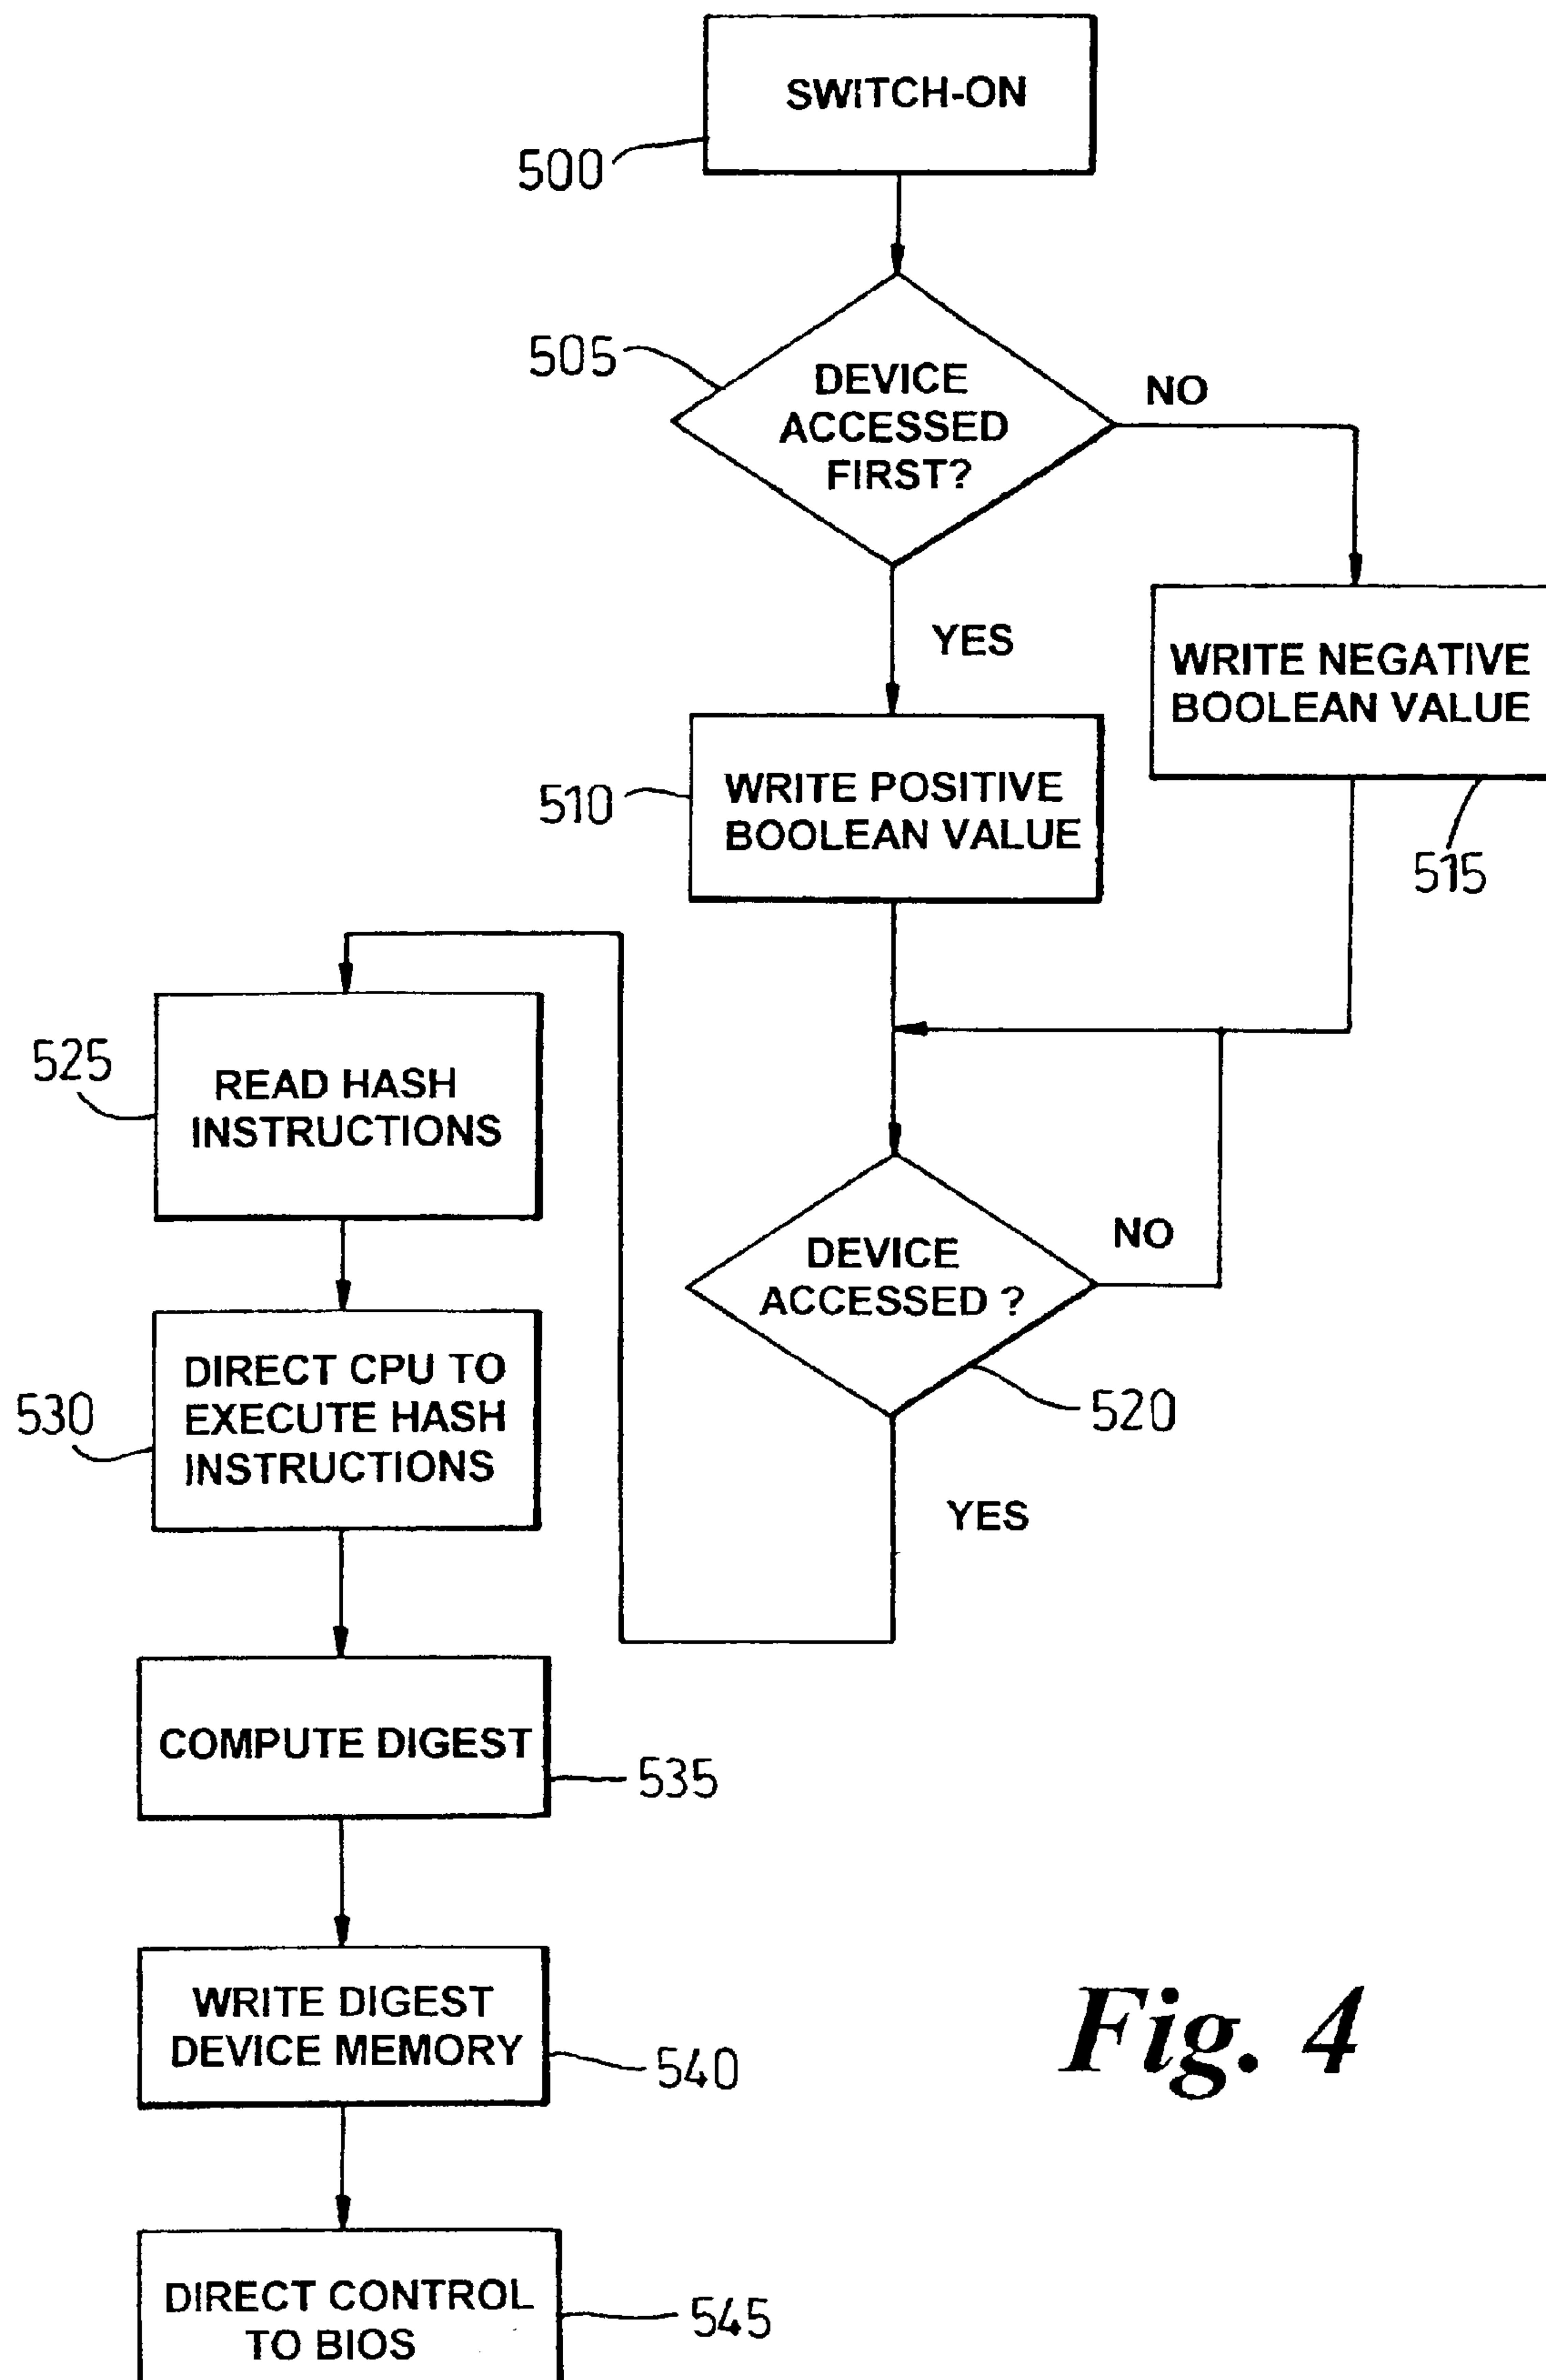 SWITCH-ON
500
505
DEVICE
ACCESSED
FIRST?
NO
YES
WRITE NEGATIVE
BOOLEAN VALUE
515
510
WRITE POSITIVE
BOOLEAN VALUE
525
READ HASH
INSTRUCTIONS
DEVICE
ACCESSED ?
NO
520
YES
530
DIRECT CPU TO
EXECUTE HASH
INSTRUCTIONS
COMPUTE DIGEST
535
WRITE DIGEST
DEVICE MEMORY
540
DIRECT CONTROL
TO BIOS
545
Fig. 4